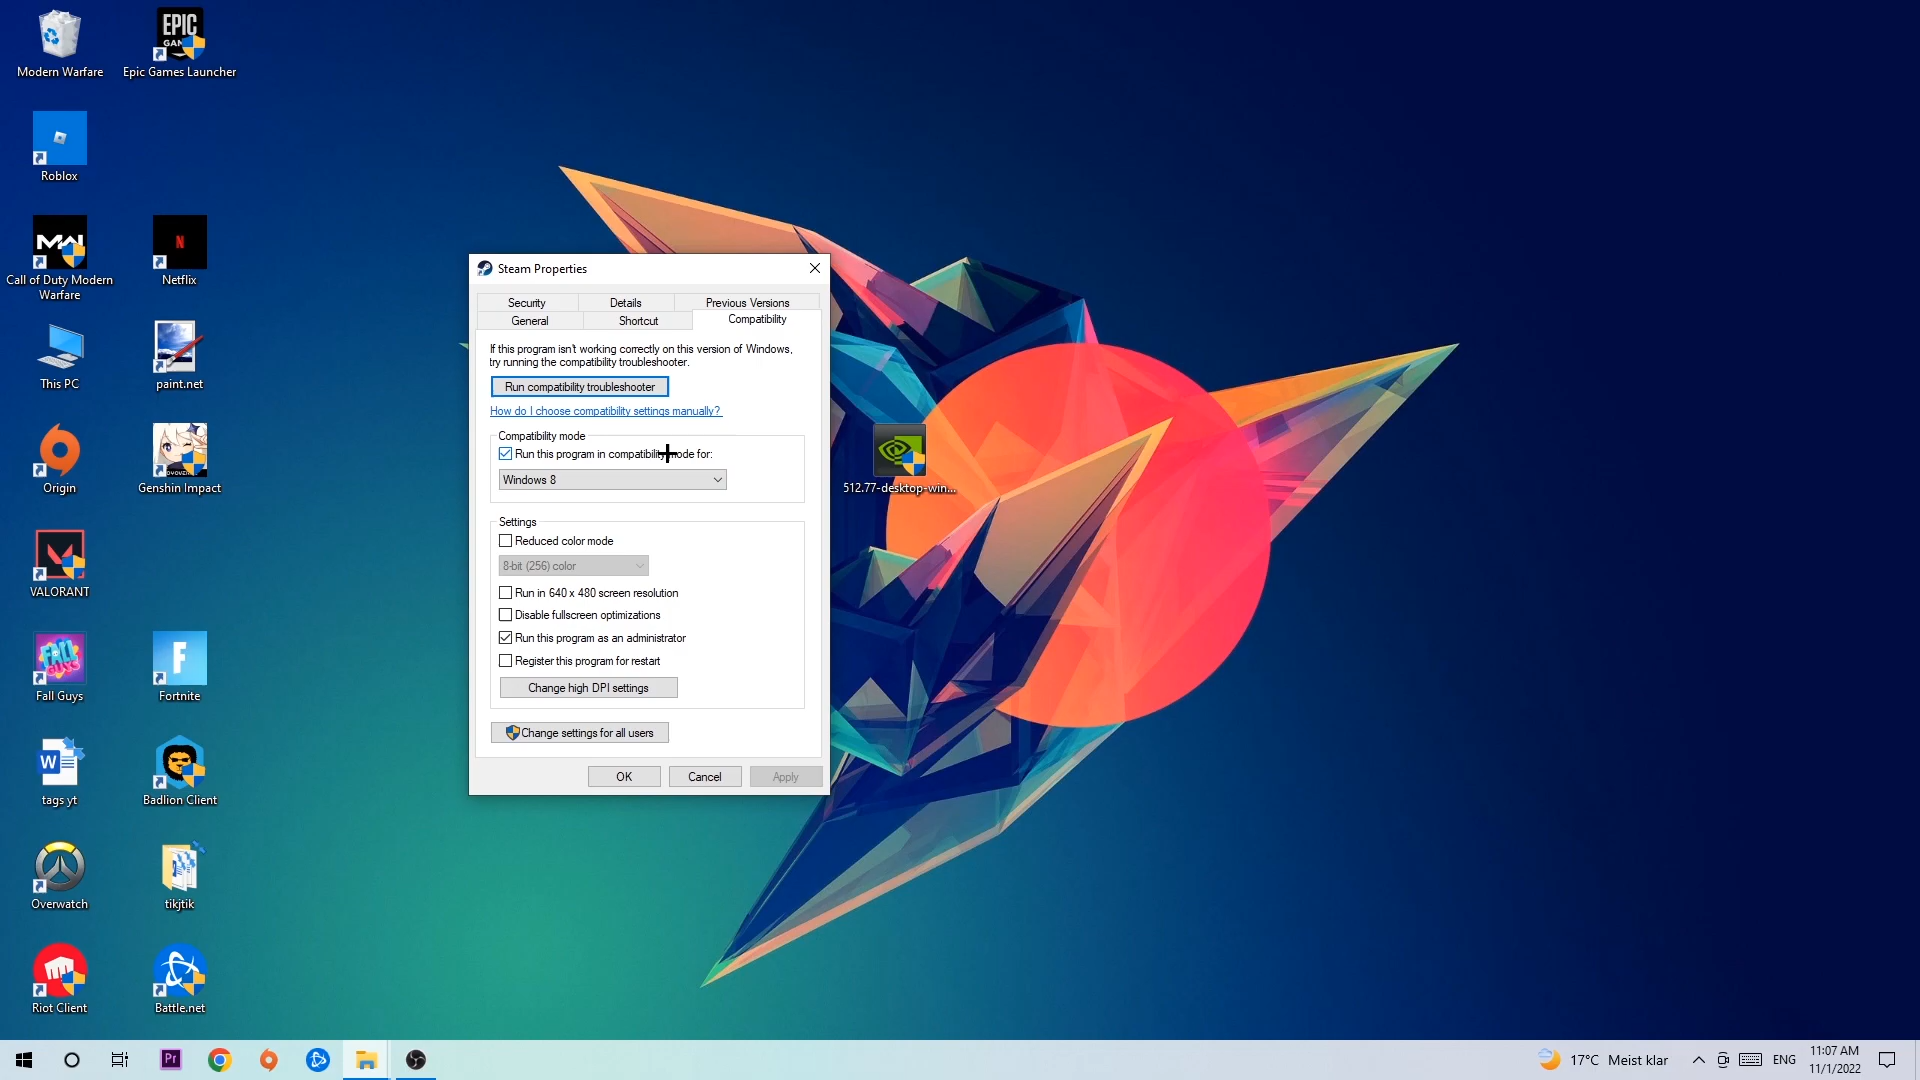 Modern Warfare
EPIC
GAMES
Epic Games Launcher
Roblox
MW
Call of Duty Modern
Warfare
N
Netflix
This PC
paint.net
Origin
Genshin Impact
VALORANT
FALL
Fall Guys
F
Fortnite
W
tags yt
Badlion Client
Overwatch
tikjtik
Riot Client
Battle.net
512.77-desktop-win...
Steam Properties
Security
Details
Previous Versions
General
Shortcut
Compatibility
If this program isn't working correctly on this version of Windows,
try running the compatibility troubleshooter.
Run compatibility troubleshooter
How do I choose compatibility settings manually?
Compatibility mode
Run this program in compatibility mode for:
Windows 8
Settings
Reduced color mode
8-bit (256) color
Run in 640 x 480 screen resolution
Disable fullscreen optimizations
Run this program as an administrator
Register this program for restart
Change high DPI settings
Change settings for all users
OK
Cancel
Apply
Pr
17°C Meist klar
ENG
11:07 AM
11/1/2022